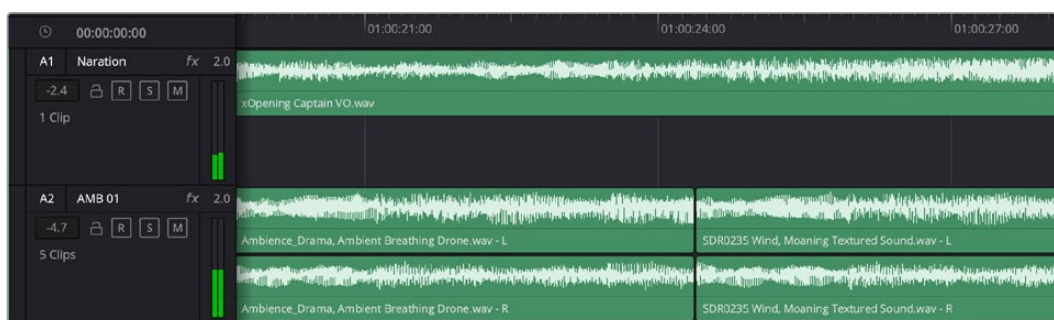 00:00:00:00 01:00:21:00 01:00:24:00 01:00:27:00
A1 Naration fx 2.0
-2.4 R S M
xOpening Captain VO.wav
1 Clip
A2 AMB 01 fx 2.0
-4.7 R S M
Ambience_Drama, Ambient Breathing Drone.wav - L SDR0235 Wind, Moaning Textured Sound.wav - L
5 Clips
Ambience_Drama, Ambient Breathing Drone.wav - R SDR0235 Wind, Moaning Textured Sound.wav - R